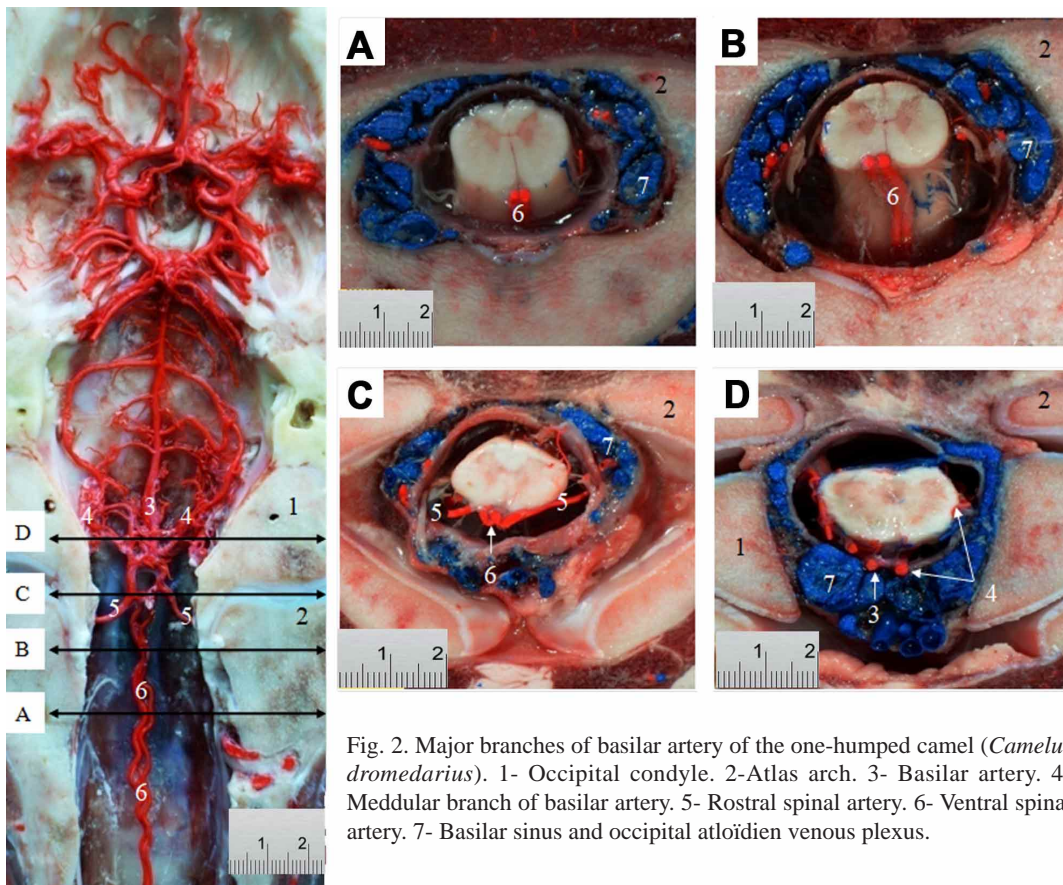 A
2
7
6
1 2
B
2
7
6
1 2
C
2
7
5 5
6
1 2
D
2
1
7
3
4
1 2
3
4 4
1
D
C
5 5
2
B
6
A
6
1 2
Fig. 2. Major branches of basilar artery of the one-humped camel (Camelu
dromedarius). 1- Occipital condyle. 2-Atlas arch. 3- Basilar artery. 4
Meddular branch of basilar artery. 5- Rostral spinal artery. 6- Ventral spina
artery. 7- Basilar sinus and occipital atloïdien venous plexus.